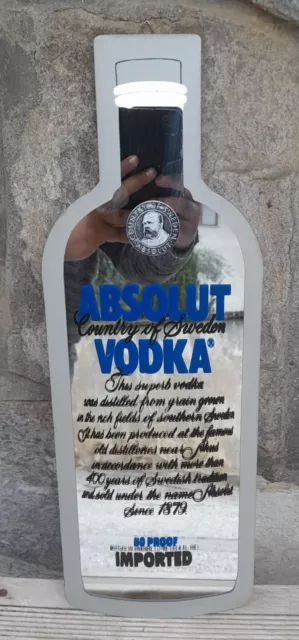 ABSOLUT
Country of Sweden
VODKA®
This superb vodka
was distilled from grain grown
in the rich fields of southern Sweden
It has been produced at the famous
old distilleries near Åhus
in accordance with more than
400 years of Swedish tradition
and sold under the name Absolut
Since 1879.
80 PROOF
IMPORTED